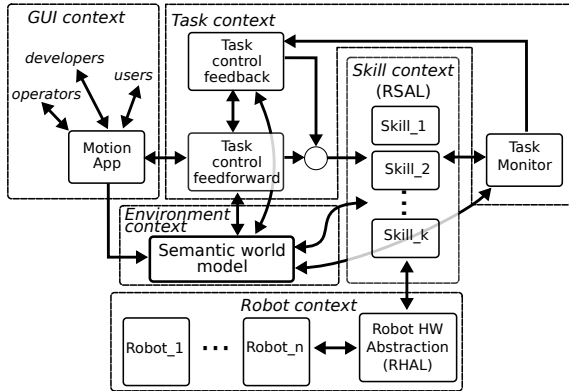 GUI context
developers
users
operators
Motion
App
Task context
Task
control
feedback
Task
control
feedforward
Skill context
(RSAL)
Skill_1
Skill_2
Skill_k
Task
Monitor
Environment
context
Semantic world
model
Robot context
Robot_1
Robot_n
Robot HW
Abstraction
(RHAL)